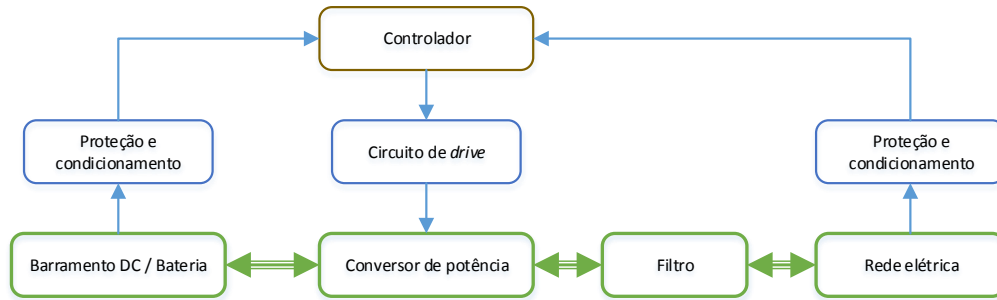 Controlador
Proteção e
condicionamento
Circuito de drive
Proteção e
condicionamento
Barramento DC / Bateria
Conversor de potência
Filtro
Rede elétrica